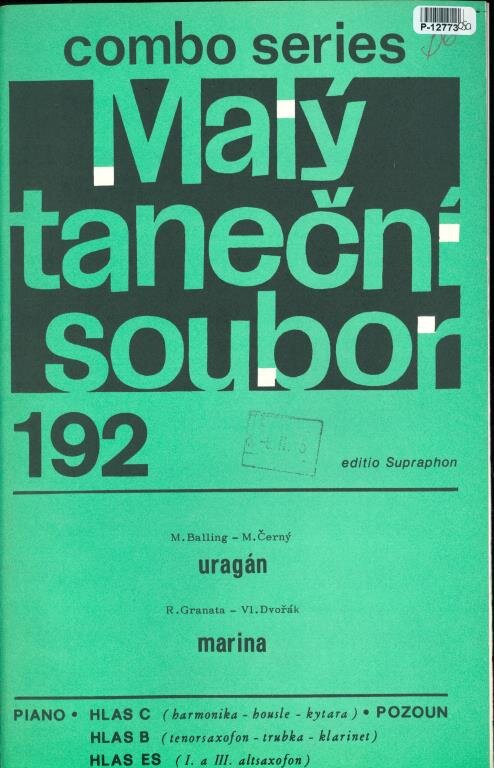 P-12773
combo series
Malý
taneční
soubor
192
editio Supraphon
M. Balling – M. Černý
uragán
R. Granata – Vl. Dvořák
marina
PIANO • HLAS C (harmonika - housle - kytara) • POZOUN
HLAS B (tenorsaxofon - trubka - klarinet)
HLAS ES (I. a III. altsaxofon)